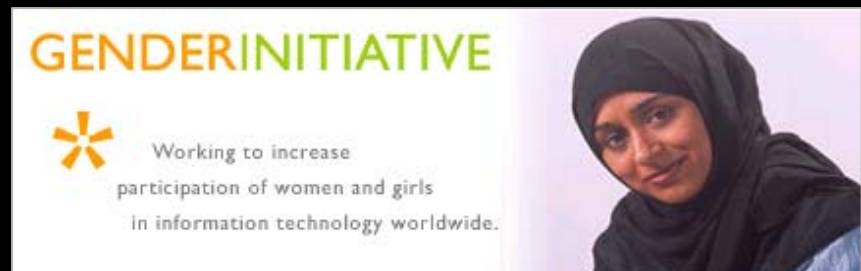 GENDERINITIATIVE
Working to increase
participation of women and girls
in information technology worldwide.